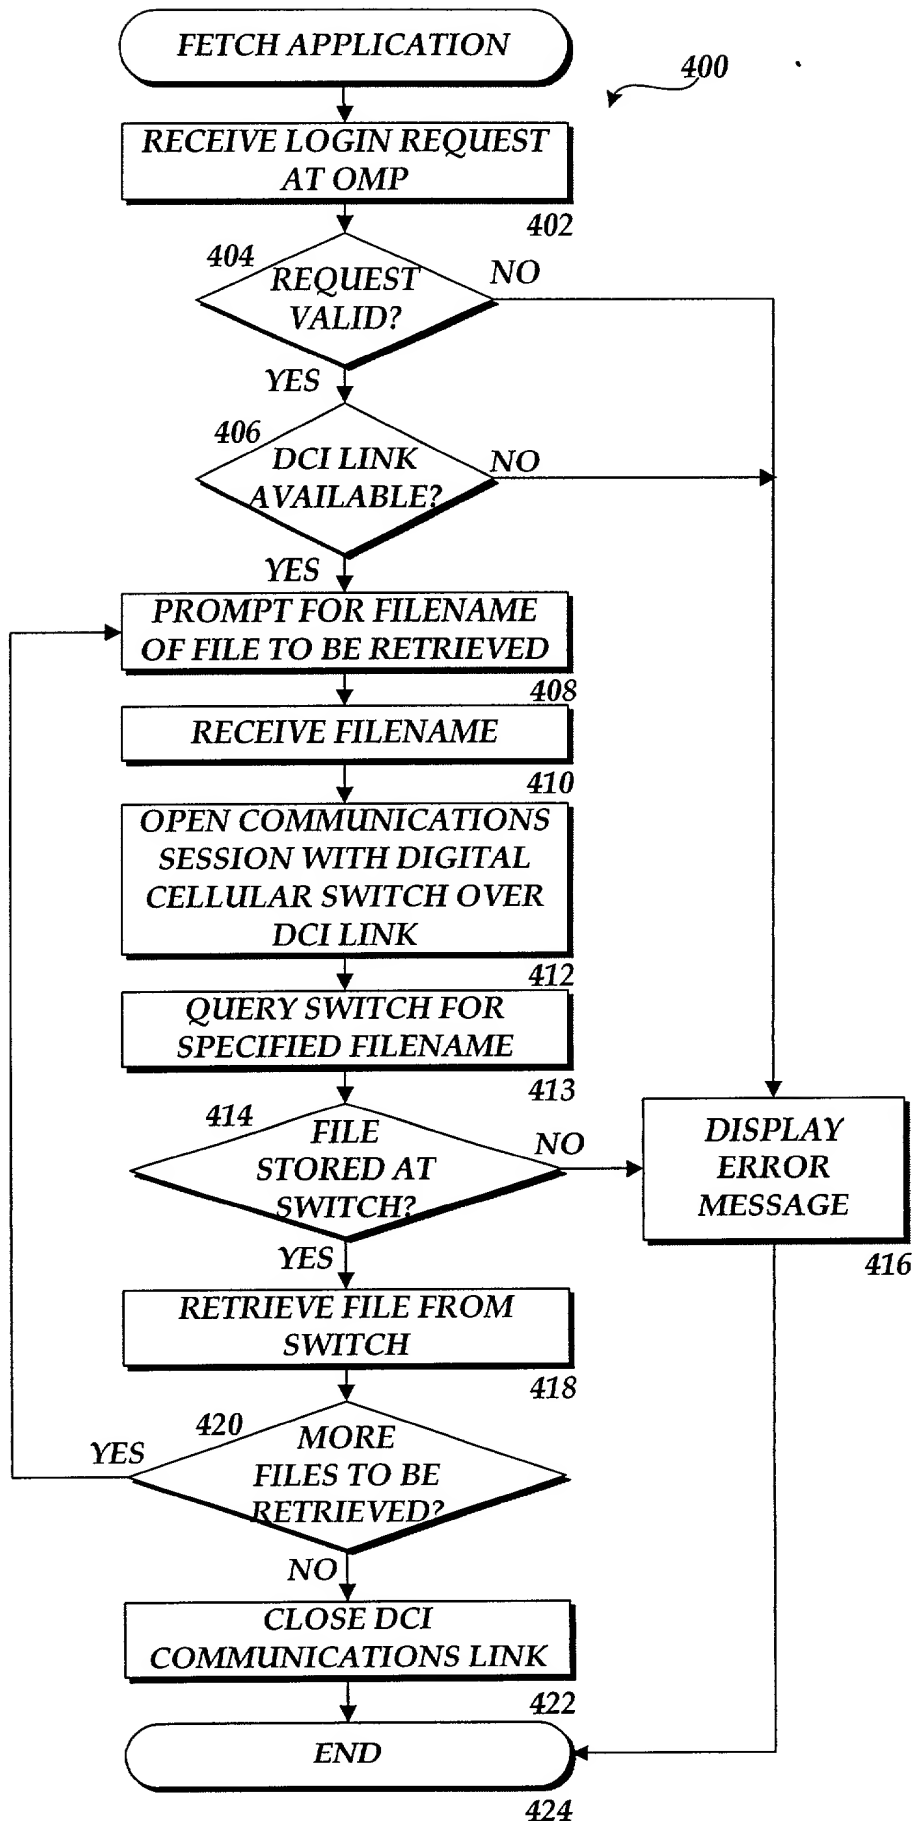 FETCH APPLICATION
400
RECEIVE LOGIN REQUEST
AT OMP
402
404
REQUEST
VALID?
NO
YES
406
DCI LINK
AVAILABLE?
NO
YES
PROMPT FOR FILENAME
OF FILE TO BE RETRIEVED
408
RECEIVE FILENAME
410
OPEN COMMUNICATIONS
SESSION WITH DIGITAL
CELLULAR SWITCH OVER
DCI LINK
412
QUERY SWITCH FOR
SPECIFIED FILENAME
413
414
FILE
STORED AT
SWITCH?
NO
DISPLAY
ERROR
MESSAGE
416
YES
RETRIEVE FILE FROM
SWITCH
418
420
MORE
FILES TO BE
RETRIEVED?
YES
NO
CLOSE DCI
COMMUNICATIONS LINK
422
END
424